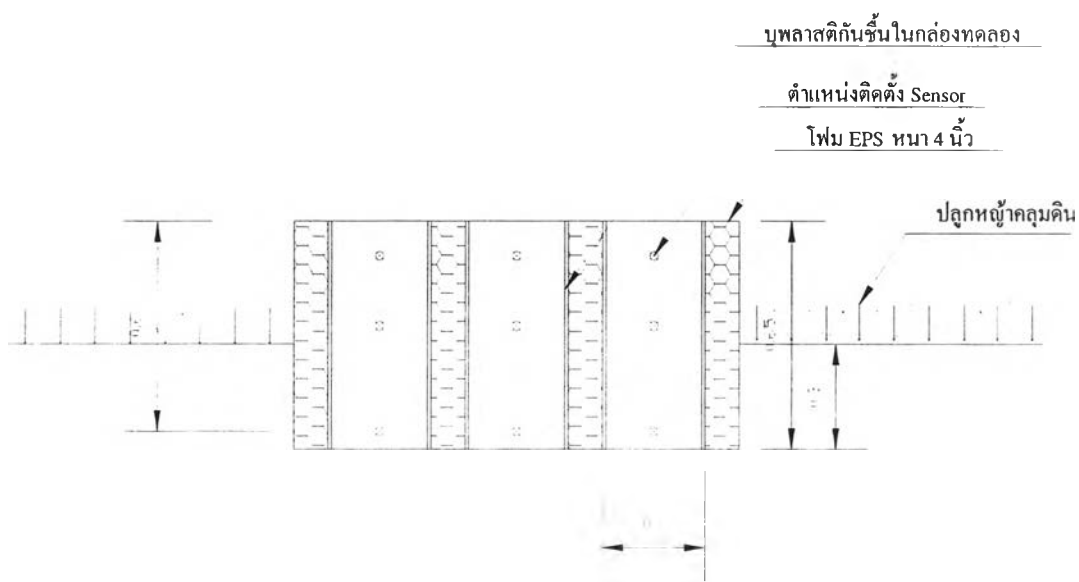 บุพลาสติกันชื้นในกล่องทดลอง
ตำแหน่งติดตั้ง Sensor
โฟม EPS หนา 4 นิ้ว
ปลูกหญ้าคลุมดิน